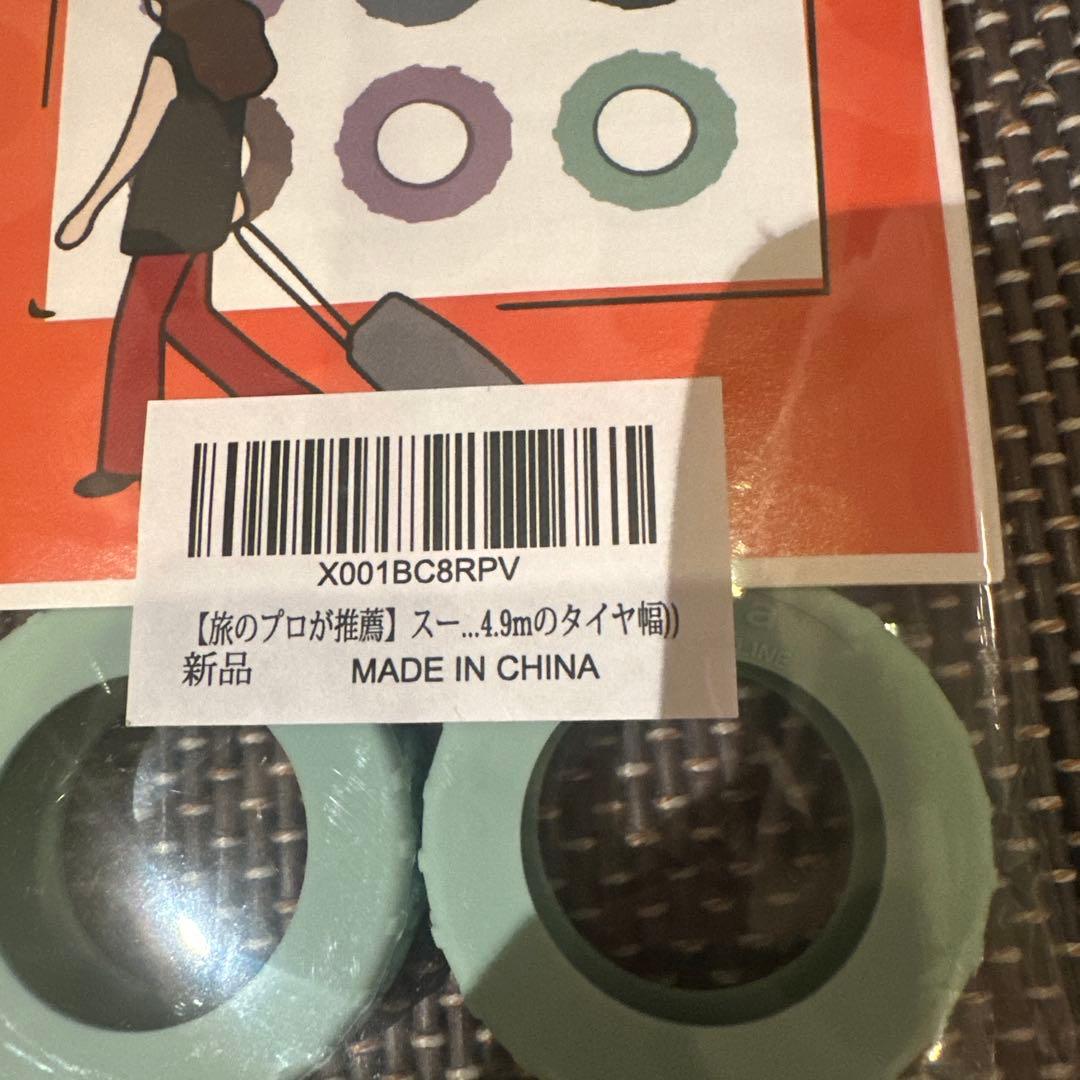 X001BC8RPV
【旅のプロが推薦】スー...4.9mのタイヤ幅))
新品 MADE IN CHINA
LINE